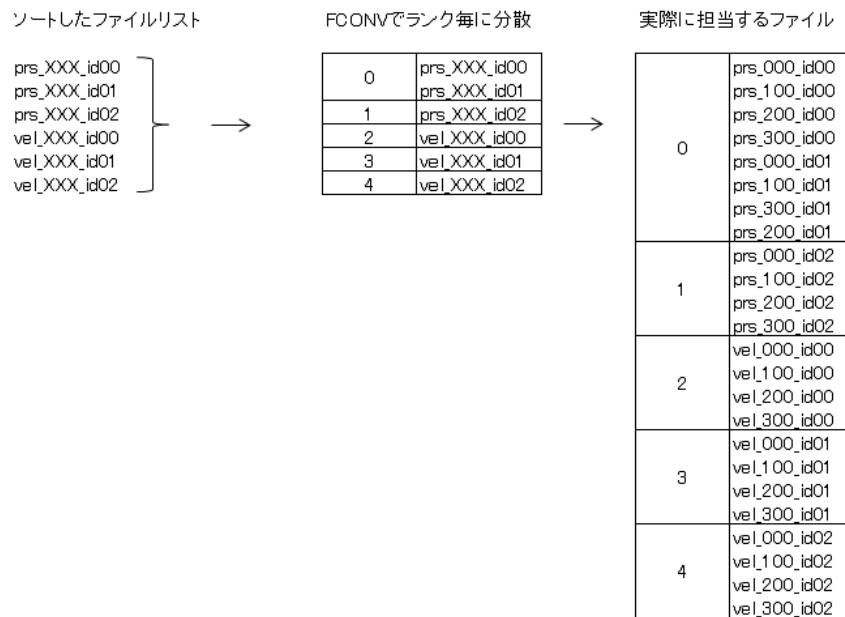 ソートしたファイルリスト
prs_XXX_id00
prs_XXX_id01
prs_XXX_id02
vel_XXX_id00
vel_XXX_id01
vel_XXX_id02
FCONVでランク毎に分散
0
prs_XXX_id00
prs_XXX_id01
1 prs_XXX_id02
2 vel_XXX_id00
3 vel_XXX_id01
4 vel_XXX_id02
実際に担当するファイル
0
prs_000_id00
prs_100_id00
prs_200_id00
prs_300_id00
prs_000_id01
prs_100_id01
prs_300_id01
prs_200_id01
1
prs_000_id02
prs_100_id02
prs_200_id02
prs_300_id02
2
vel_000_id00
vel_100_id00
vel_200_id00
vel_300_id00
3
vel_000_id01
vel_100_id01
vel_200_id01
vel_300_id01
4
vel_000_id02
vel_100_id02
vel_200_id02
vel_300_id02